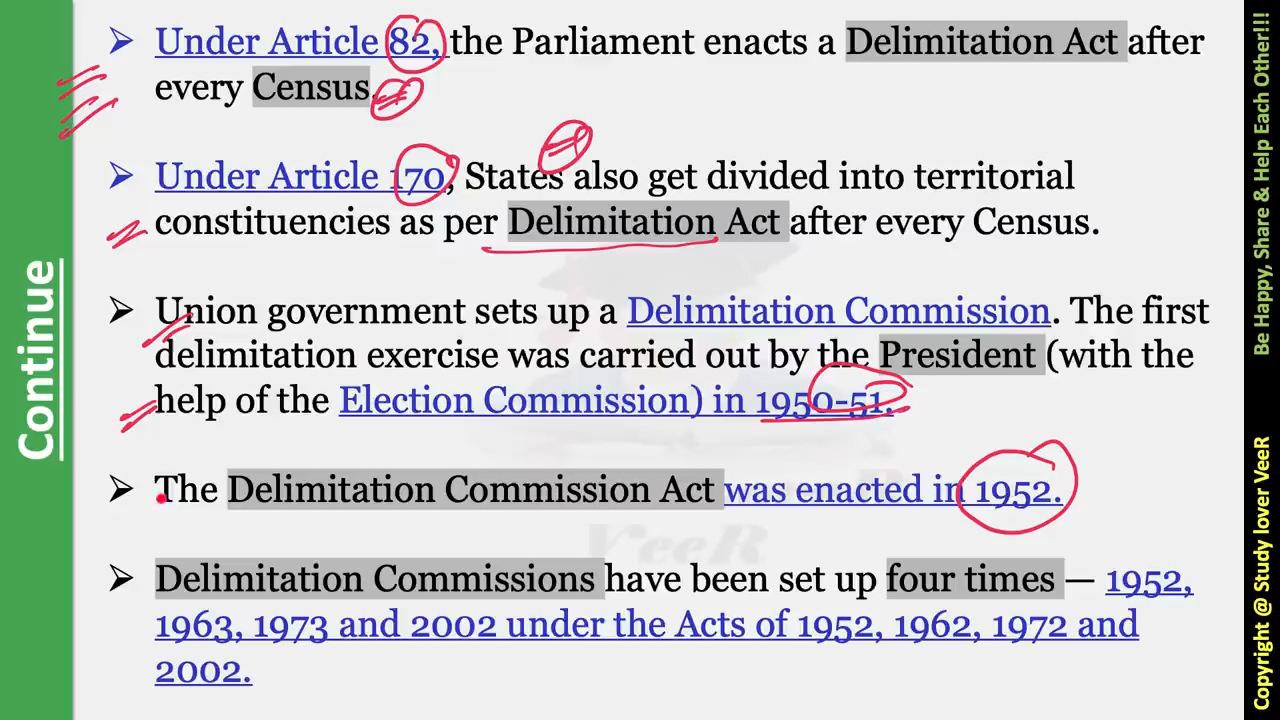 Under Article 82, the Parliament enacts a Delimitation Act after
every Census.
Under Article 170, States also get divided into territorial
constituencies as per Delimitation Act after every Census.
Union government sets up a Delimitation Commission. The first
delimitation exercise was carried out by the President (with the
help of the Election Commission) in 1950-51.
The Delimitation Commission Act was enacted in 1952.
Delimitation Commissions have been set up four times — 1952,
1963, 1973 and 2002 under the Acts of 1952, 1962, 1972 and
2002.
Continue
VeeR
Be Happy, Share & Help Each Other!!!
Copyright @ Study lover VeeR